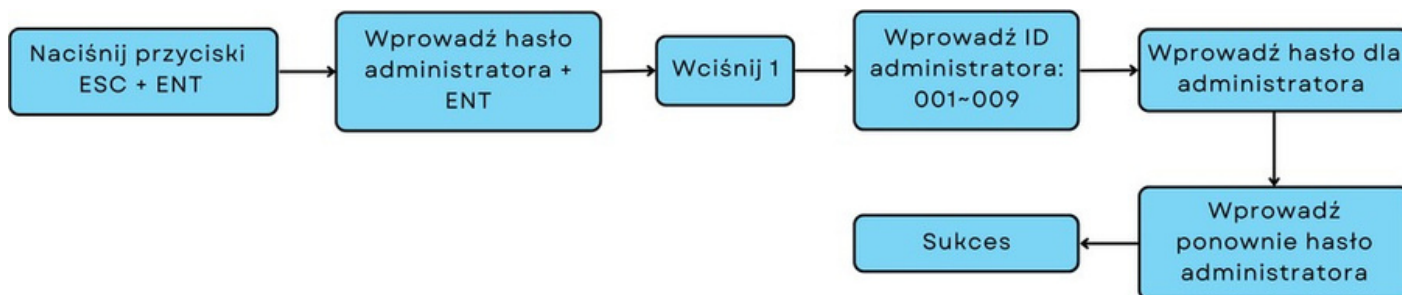 Naciśnij przyciski
ESC + ENT
Wprowadź hasło
administratora +
ENT
Wciśnij 1
Wprowadź ID
administratora:
001~009
Wprowadź hasło dla
administratora
Wprowadź
ponownie hasło
administratora
Sukces